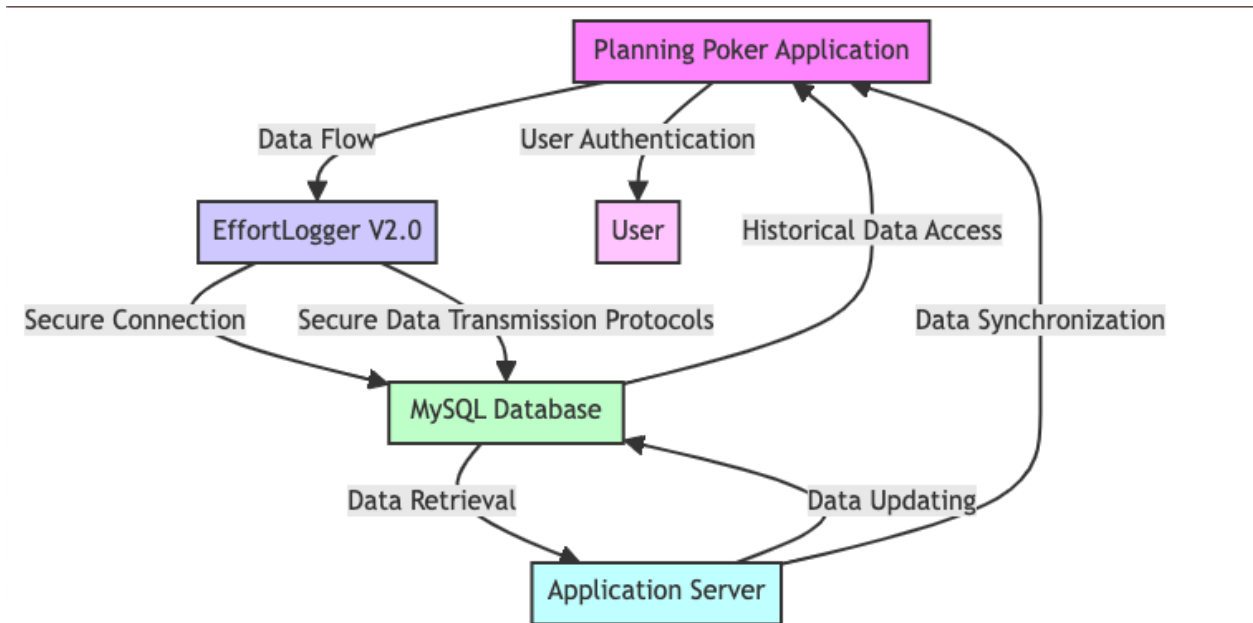 Planning Poker Application
Data Flow
User Authentication
EffortLogger V2.0
User
Historical Data Access
Secure Connection
Secure Data Transmission Protocols
Data Synchronization
MySQL Database
Data Retrieval
Data Updating
Application Server